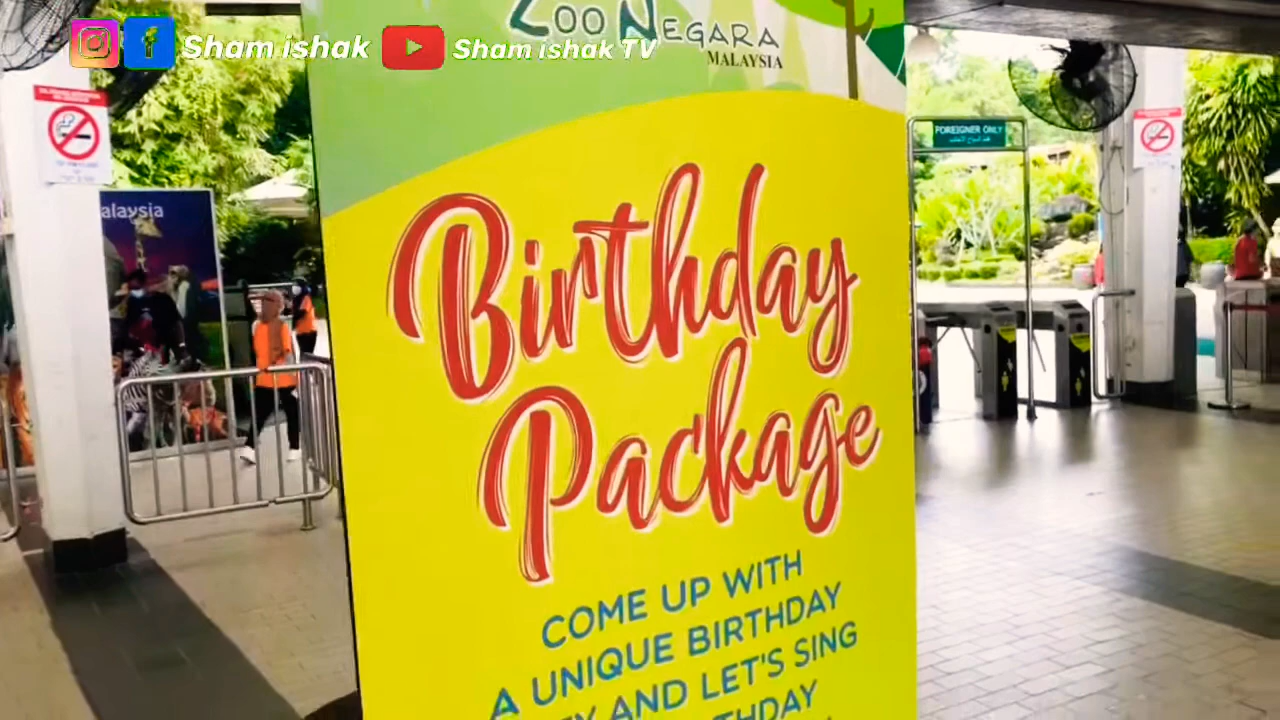 Sham ishak
Sham ishak TV
ZOO NEGARA
MALAYSIA
FOREIGNER ONLY
alaysia
Birthday
Package
COME UP WITH
A UNIQUE BIRTHDAY
AND LET'S SING